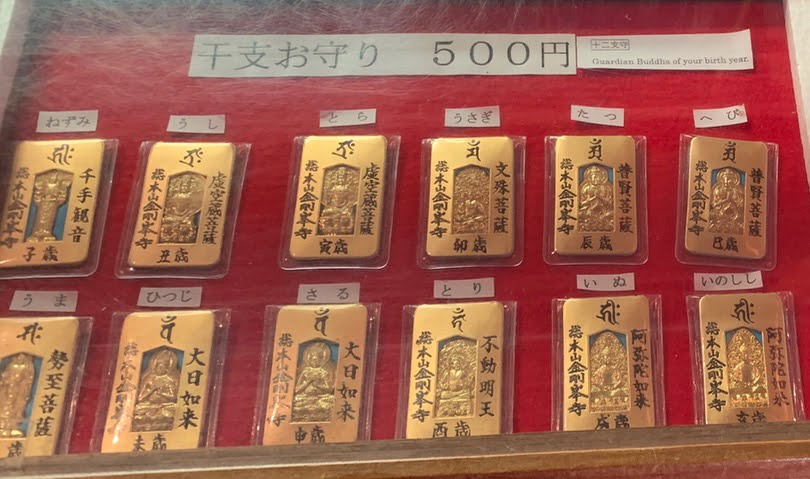 干支お守り 500円
十二支守
Guardian Buddha of your birth year.
ねずみ
うし
とら
うさぎ
たつ
へび
千手観音
総本山金剛峯寺
子歳
虚空蔵菩薩
総本山金剛峯寺
丑歳
虚空蔵菩薩
総本山金剛峯寺
寅歳
文殊菩薩
総本山金剛峯寺
卯歳
普賢菩薩
総本山金剛峯寺
辰歳
普賢菩薩
総本山金剛峯寺
巳歳
うま
ひつじ
さる
とり
いぬ
いのしし
勢至菩薩
歳
大日如来
総本山金剛峯寺
未歳
大日如来
総本山金剛峯寺
申歳
不動明王
総本山金剛峯寺
酉歳
阿弥陀如来
総本山金剛峯寺
戌歳
阿弥陀如来
総本山金剛峯寺
亥歳